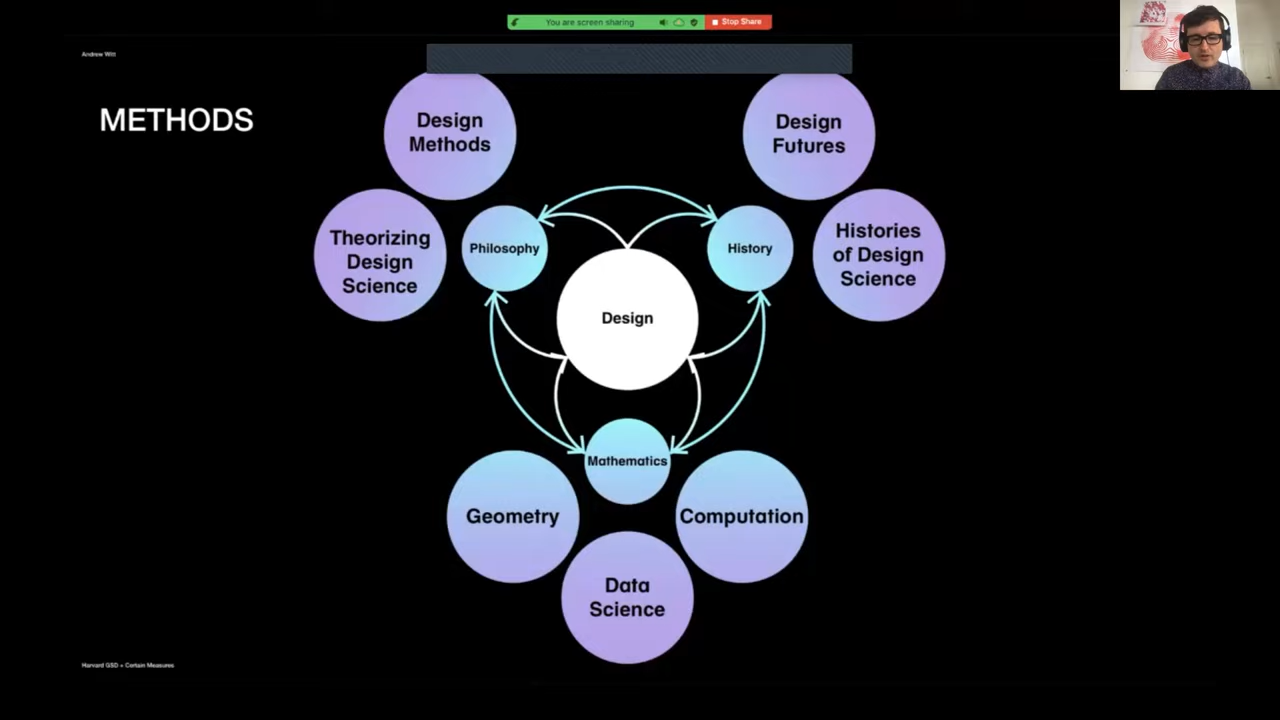 You are screen sharing
Stop Share
Andrew Witt
METHODS
Design
Methods
Design
Futures
Theorizing
Design
Science
Philosophy
History
Histories
of Design
Science
Design
Mathematics
Geometry
Computation
Data
Science
Harvard GSD + Certain Measures